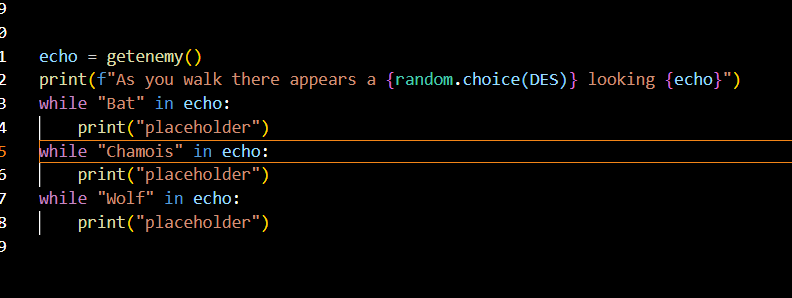 9
0
1 echo = getenemy()
2 print(f"As you walk there appears a {random.choice(DES)} looking {echo}")
3 while "Bat" in echo:
4     print("placeholder")
5 while "Chamois" in echo:
6     print("placeholder")
7 while "Wolf" in echo:
8     print("placeholder")
9